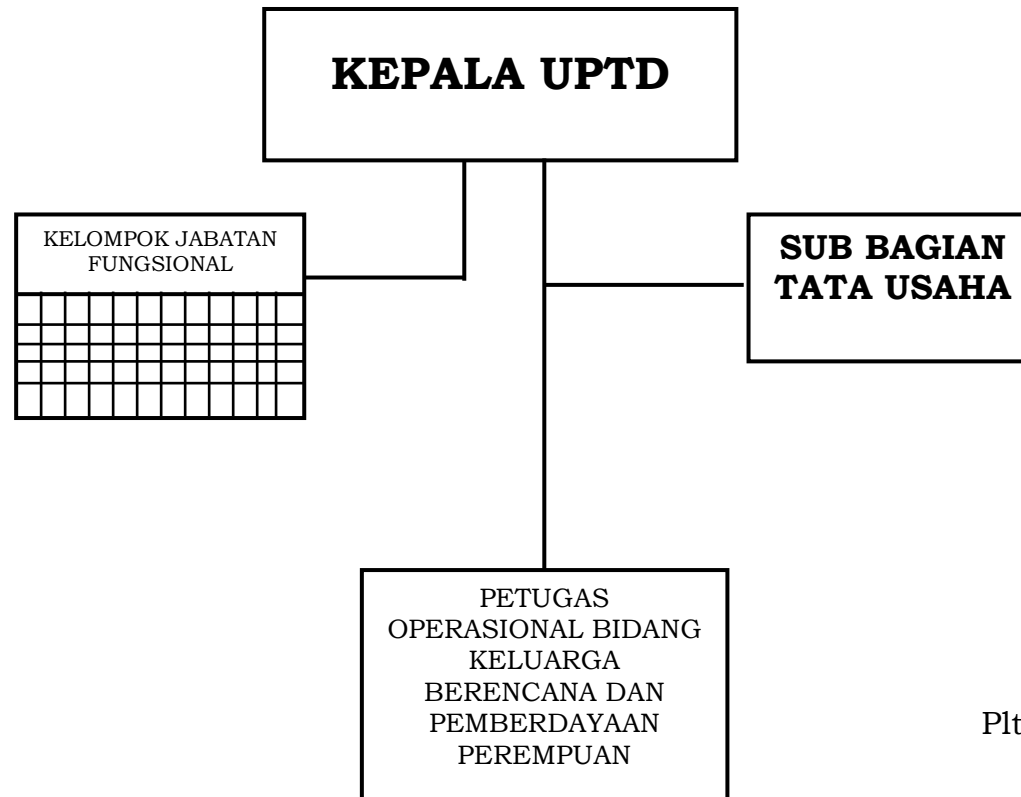 KEPALA UPTD
KELOMPOK JABATAN
FUNGSIONAL
SUB BAGIAN
TATA USAHA
PETUGAS
OPERASIONAL BIDANG
KELUARGA
BERENCANA DAN
PEMBERDAYAAN
PEREMPUAN
Plt